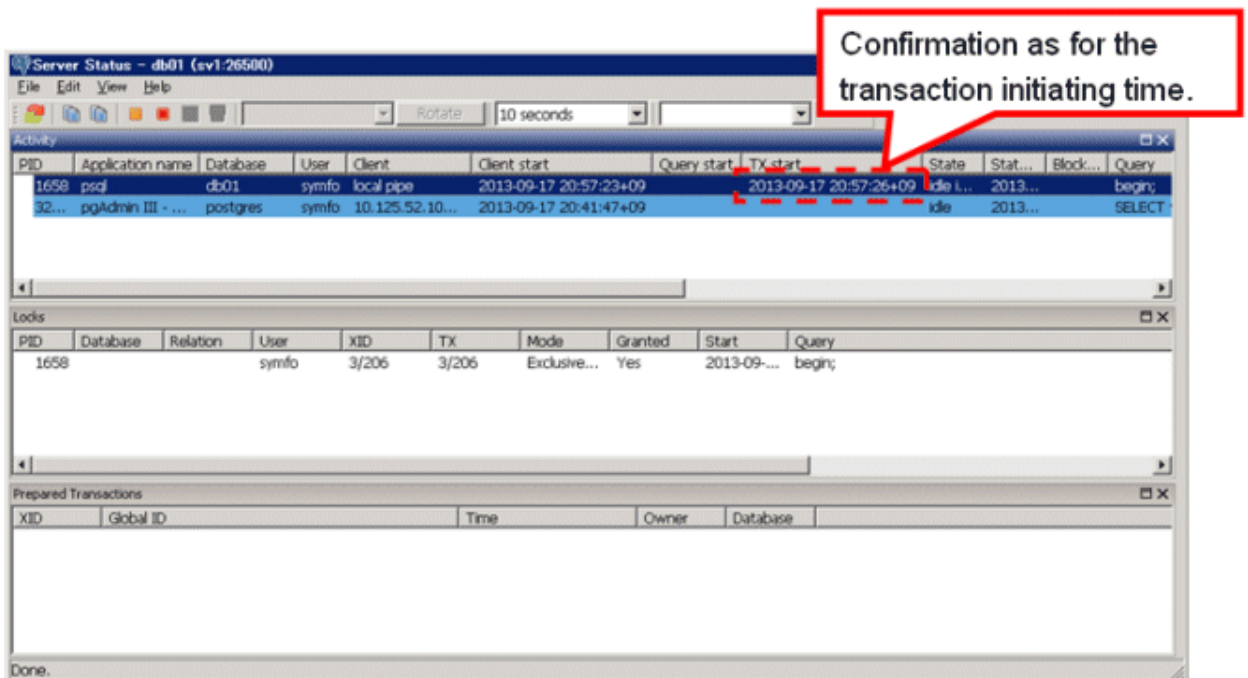 Confirmation as for the
transaction initiating time.
Server Status - db01 (sv1:26500)
File Edit View Help
Rotate 10 seconds
Activity
PID Application name Database User Client Client start Query start TX start State Stat... Block... Query
1658 psql db01 symfo local pipe 2013-09-17 20:57:23+09 2013-09-17 20:57:26+09 idle i... 2013... begin;
32... pgAdmin III - ... postgres symfo 10.125.52.10... 2013-09-17 20:41:47+09 idle 2013... SELECT
Locks
PID Database Relation User XID TX Mode Granted Start Query
1658 symfo 3/206 3/206 Exclusive... Yes 2013-09-... begin;
Prepared Transactions
XID Global ID Time Owner Database
Done.